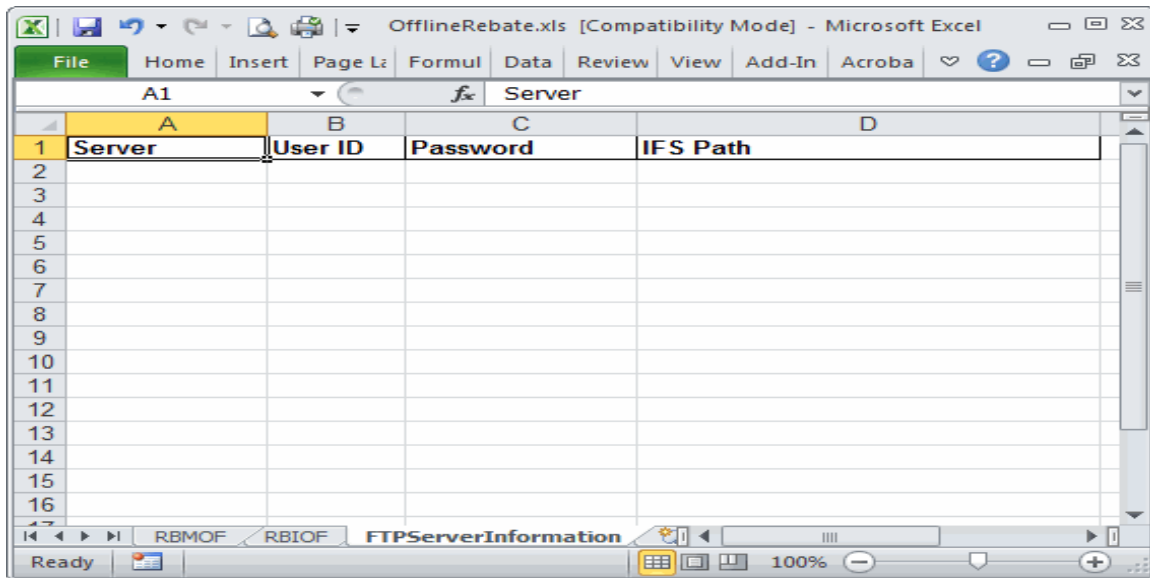 OfflineRebate.xls [Compatibility Mode] - Microsoft Excel
File Home Insert Page La Formul Data Review View Add-In Acroba
A1 fx Server
A B C D
1 Server User ID Password IFS Path
2
3
4
5
6
7
8
9
10
11
12
13
14
15
16
17
RBMOF RBIOF FTPServerInformation
Ready 100%